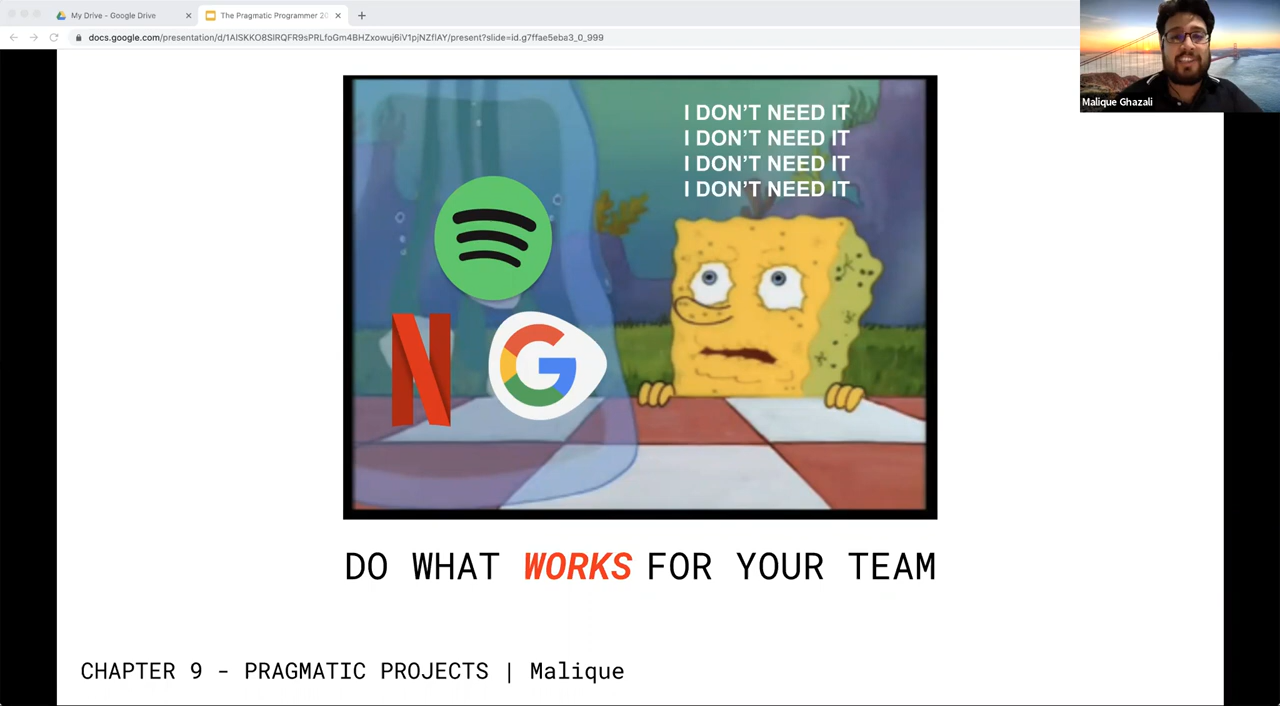 My Drive - Google Drive
The Pragmatic Programmer 20
docs.google.com/presentation/d/1AISKKO8SIRQFR9sPRLfoGm4BHZxowuj6iV1pjNZfIAY/present?slide=id.g7ffae5eba3_0_999
Malique Ghazali
I DON'T NEED IT
I DON'T NEED IT
I DON'T NEED IT
I DON'T NEED IT
N
G
DO WHAT WORKS FOR YOUR TEAM
CHAPTER 9 - PRAGMATIC PROJECTS | Malique